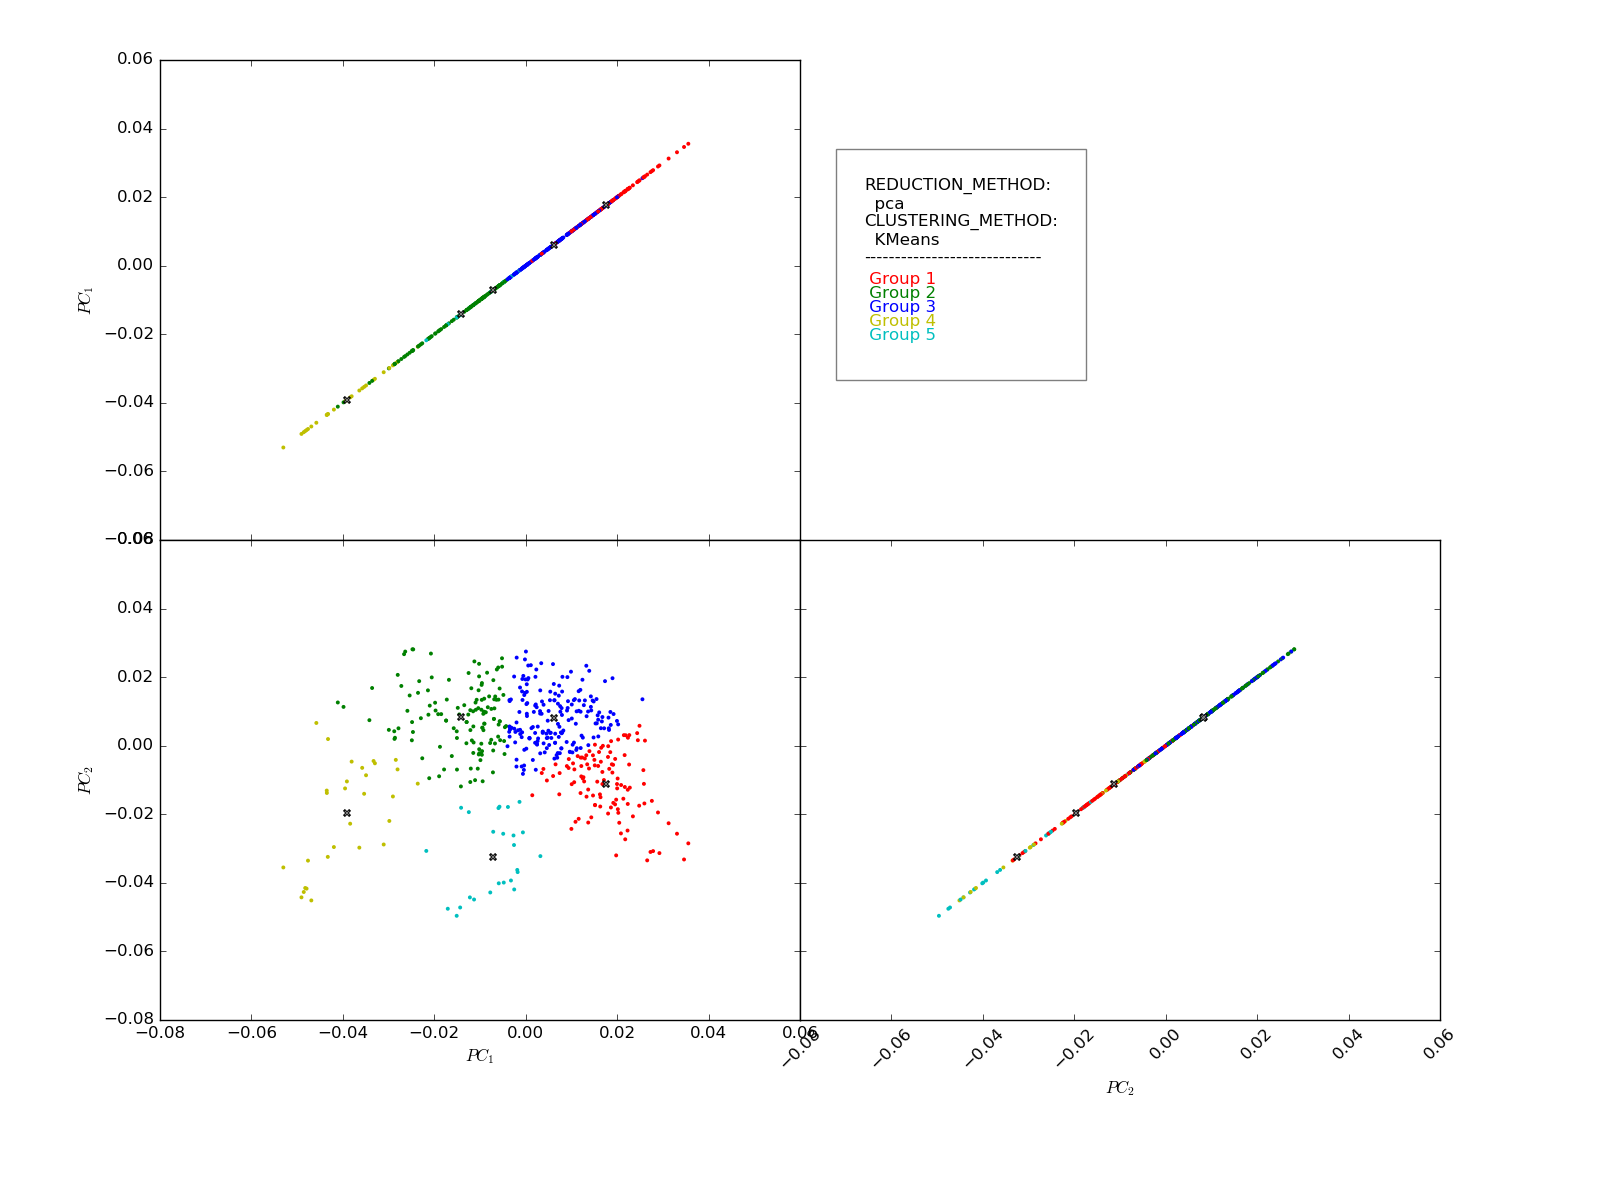 0.06
0.04
0.02
0.00
−0.02
−0.04
−0.06
PC1
REDUCTION_METHOD:
pca
CLUSTERING_METHOD:
KMeans
------------------------------
Group 1
Group 2
Group 3
Group 4
Group 5
0.04
0.02
0.00
−0.02
−0.04
−0.06
−0.08
PC2
−0.08
−0.06
−0.04
−0.02
0.00
0.02
0.04
0.06
PC1
−0.08
−0.06
−0.04
−0.02
0.00
0.02
0.04
0.06
PC2